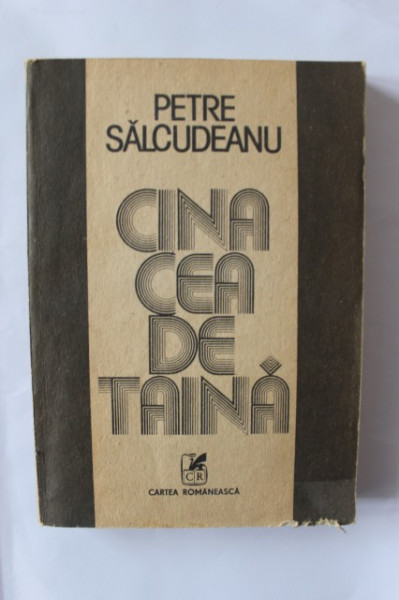 PETRE
SĂLCUDEANU
CINA
CEA
DE
TAINĂ
CR
CARTEA ROMÂNEASCĂ